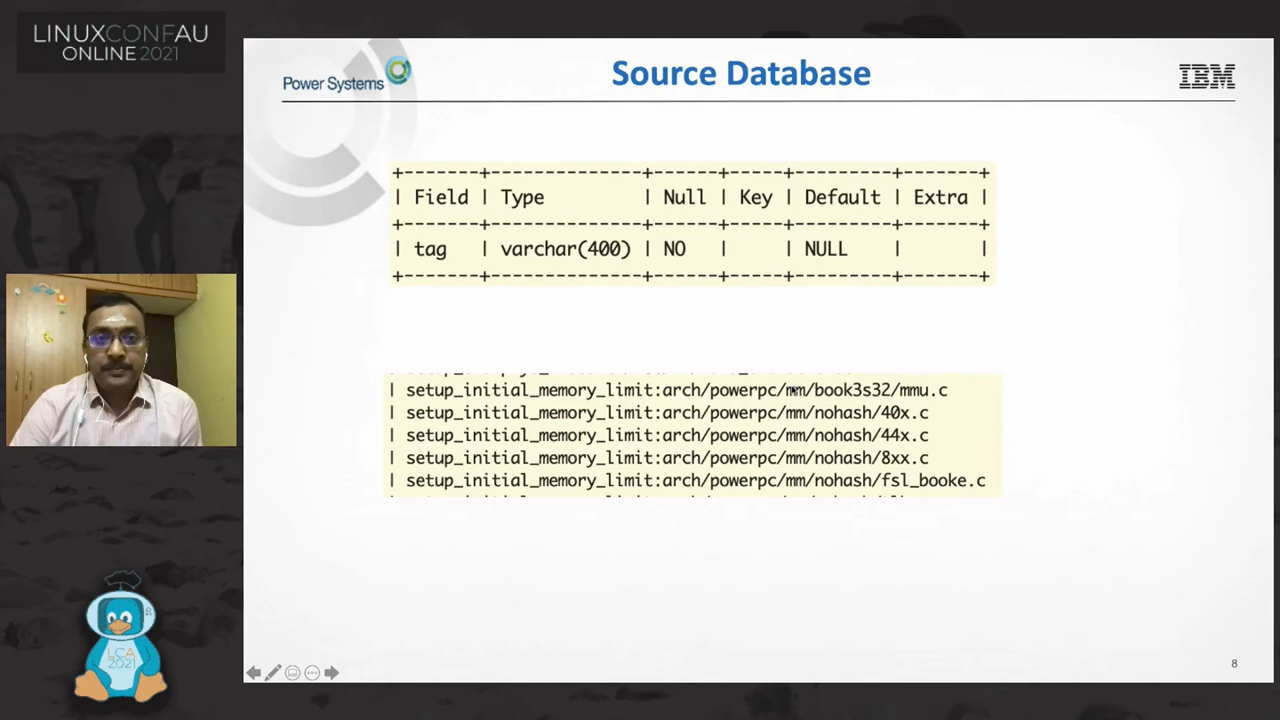 LINUXCONFAU
ONLINE 2021
Power Systems
Source Database
IBM
+-------+--------------+------+-----+---------+-------+
| Field | Type | Null | Key | Default | Extra |
+-------+--------------+------+-----+---------+-------+
| tag | varchar(400) | NO | | NULL | |
+-------+--------------+------+-----+---------+-------+
| setup_initial_memory_limit:arch/powerpc/mm/book3s32/mmu.c
| setup_initial_memory_limit:arch/powerpc/mm/nohash/40x.c
| setup_initial_memory_limit:arch/powerpc/mm/nohash/44x.c
| setup_initial_memory_limit:arch/powerpc/mm/nohash/8xx.c
| setup_initial_memory_limit:arch/powerpc/mm/nohash/fsl_booke.c
LCA
2021
8